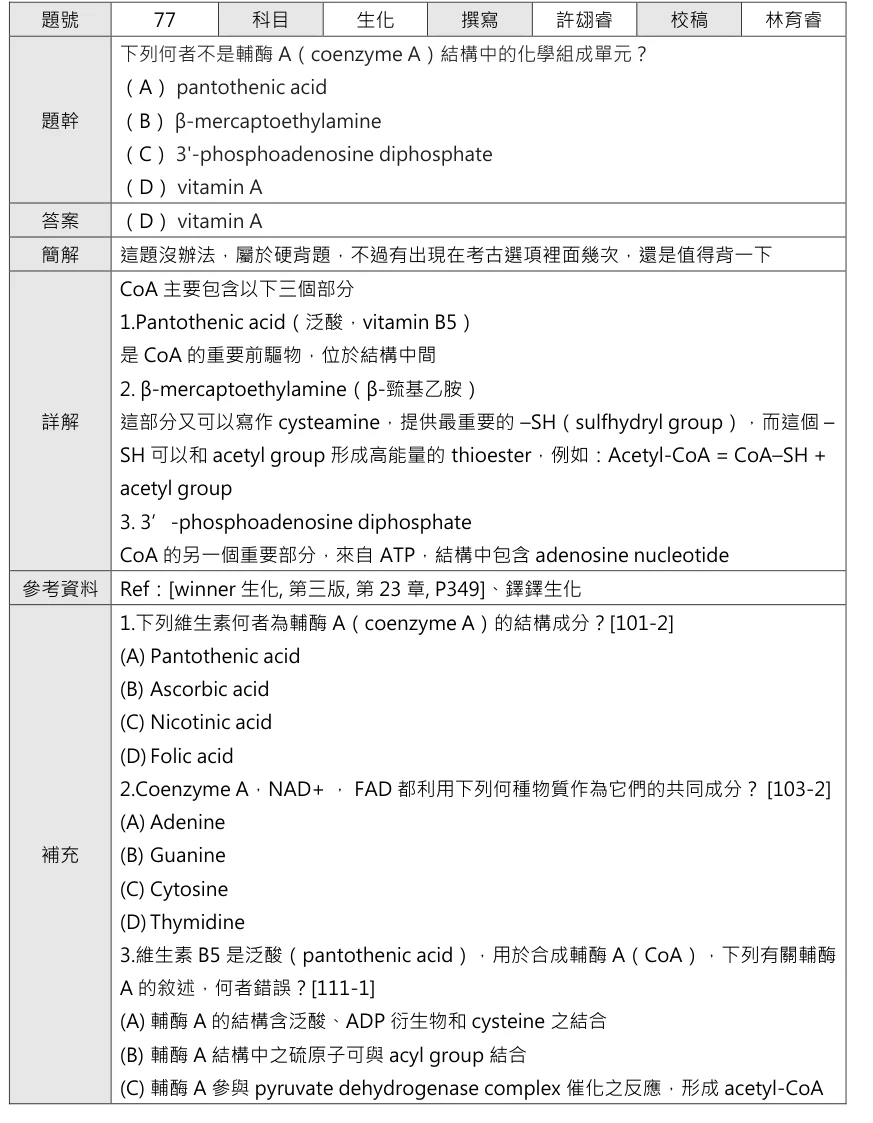 題號 77 科目 生化 撰寫 許翃睿 校稿 林育睿
題幹
下列何者不是輔酶 A（coenzyme A）結構中的化學組成單元？
（A） pantothenic acid
（B） β-mercaptoethylamine
（C） 3'-phosphoadenosine diphosphate
（D） vitamin A
答案 （D） vitamin A
簡解 這題沒辦法，屬於硬背題，不過有出現在考古選項裡面幾次，還是值得背一下
詳解
CoA 主要包含以下三個部分
1.Pantothenic acid（泛酸，vitamin B5）
是 CoA 的重要前驅物，位於結構中間
2. β-mercaptoethylamine（β-巰基乙胺）
這部分又可以寫作 cysteamine，提供最重要的 –SH（sulfhydryl group），而這個 –
SH 可以和 acetyl group 形成高能量的 thioester，例如：Acetyl-CoA = CoA–SH +
acetyl group
3. 3′ -phosphoadenosine diphosphate
CoA 的另一個重要部分，來自 ATP，結構中包含 adenosine nucleotide
參考資料 Ref：[winner 生化, 第三版, 第 23 章, P349]、鐸鐸生化
補充
1.下列維生素何者為輔酶 A（coenzyme A）的結構成分？[101-2]
(A) Pantothenic acid
(B) Ascorbic acid
(C) Nicotinic acid
(D) Folic acid
2.Coenzyme A，NAD+ ， FAD 都利用下列何種物質作為它們的共同成分？ [103-2]
(A) Adenine
(B) Guanine
(C) Cytosine
(D) Thymidine
3.維生素 B5 是泛酸（pantothenic acid），用於合成輔酶 A（CoA），下列有關輔酶
A 的敘述，何者錯誤？[111-1]
(A) 輔酶 A 的結構含泛酸、ADP 衍生物和 cysteine 之結合
(B) 輔酶 A 結構中之硫原子可與 acyl group 結合
(C) 輔酶 A 參與 pyruvate dehydrogenase complex 催化之反應，形成 acetyl-CoA